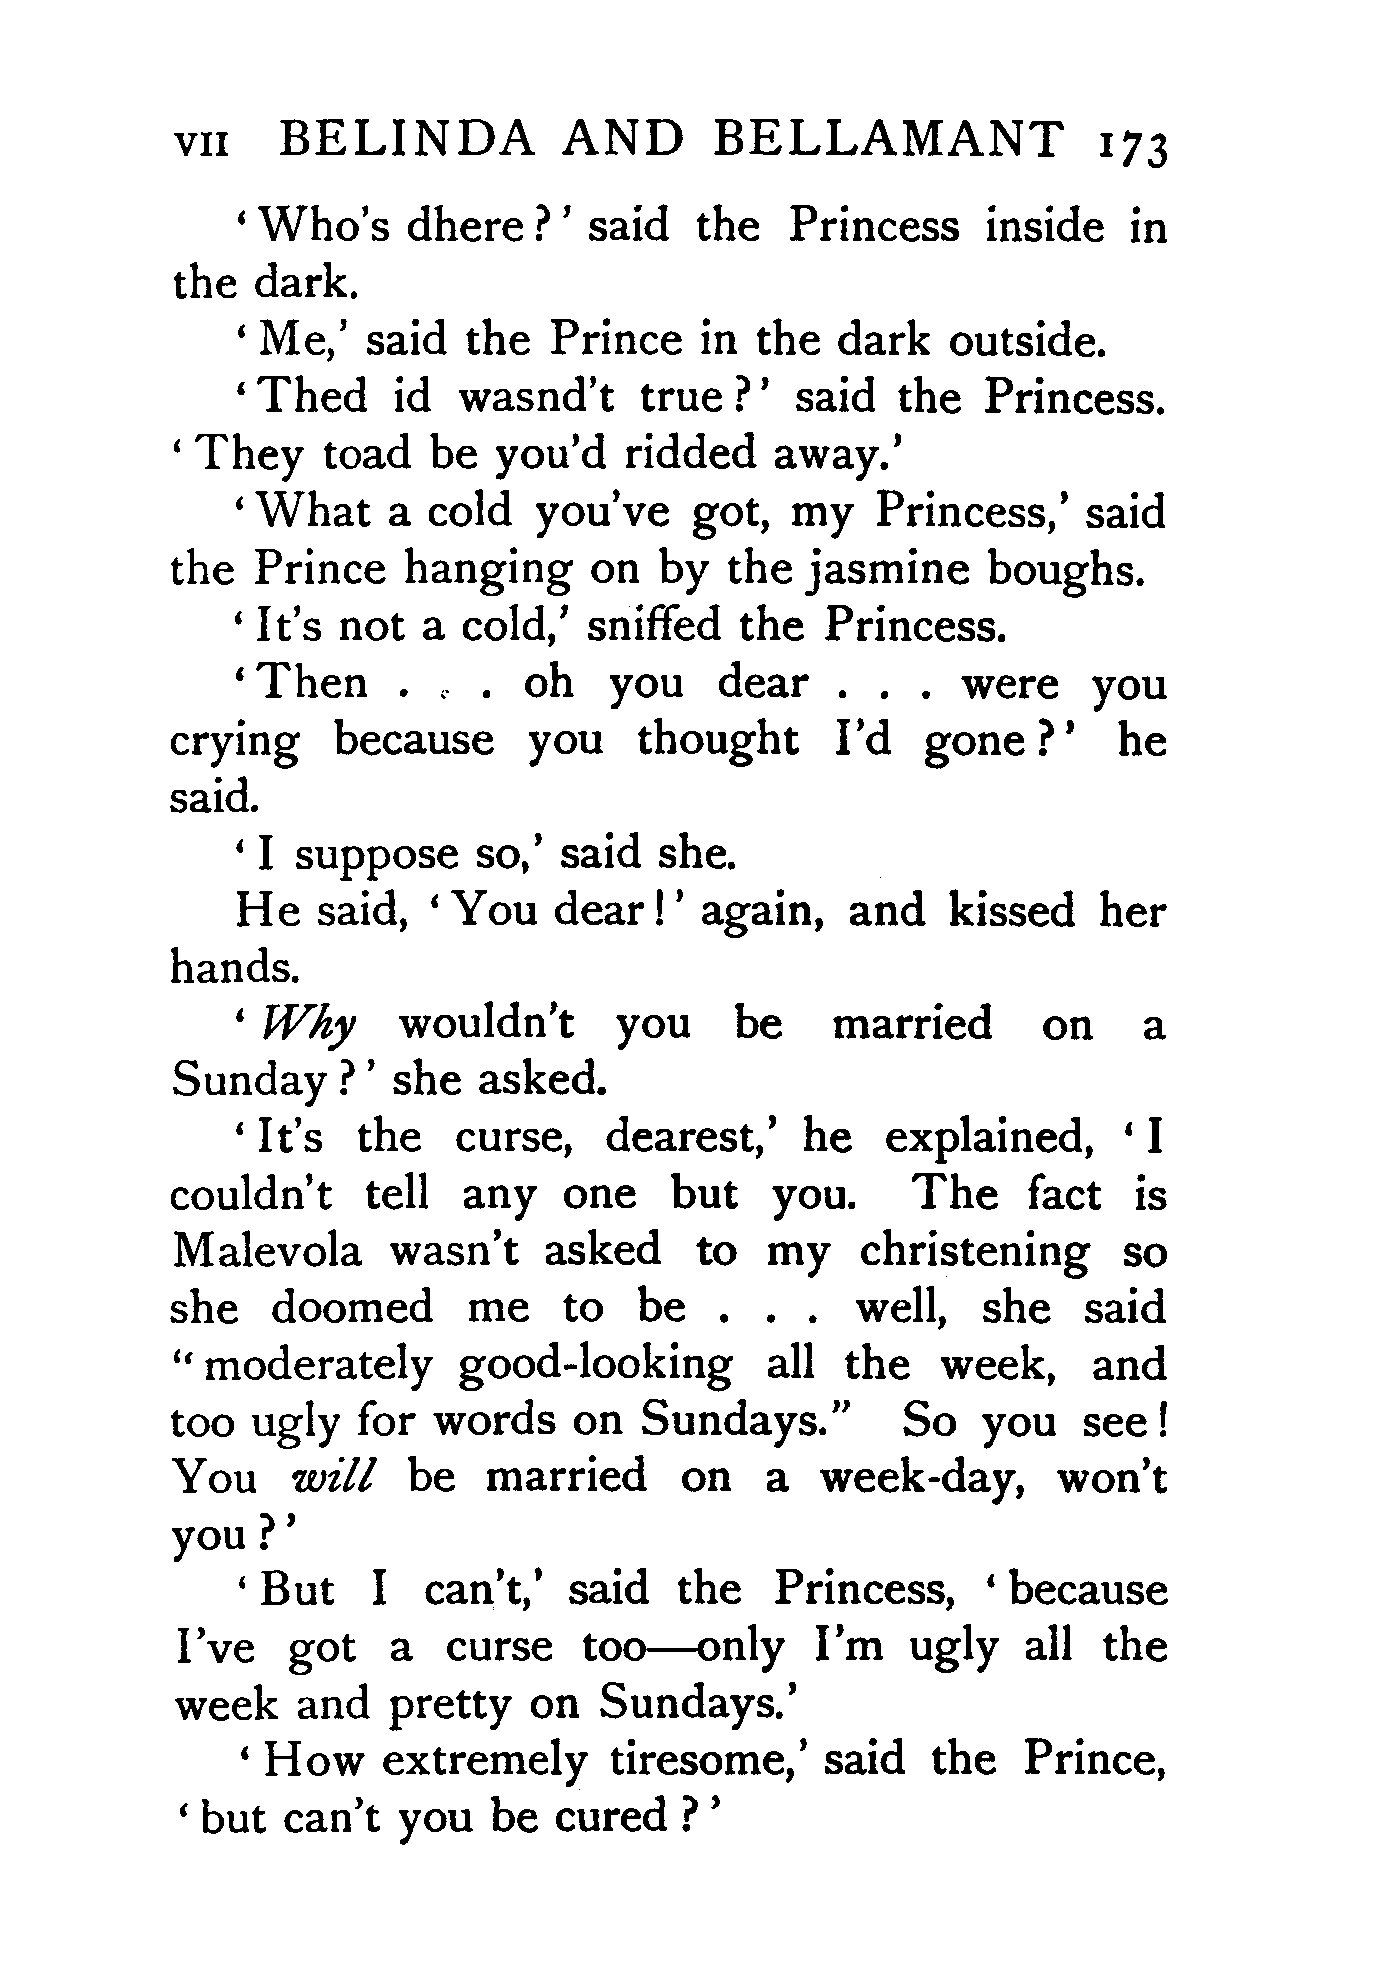 VII BELINDA AND BELLAMANT 173
‘Who’s dhere?’ said the Princess inside in
the dark.
‘Me,’ said the Prince in the dark outside.
‘Thed id wasnd’t true?’ said the Princess.
‘They toad be you’d ridded away.’
‘What a cold you’ve got, my Princess,’ said
the Prince hanging on by the jasmine boughs.
‘It’s not a cold,’ sniffed the Princess.
‘Then . . . oh you dear . . . were you
crying because you thought I’d gone?’ he
said.
‘I suppose so,’ said she.
He said, ‘You dear!’ again, and kissed her
hands.
‘Why wouldn’t you be married on a
Sunday?’ she asked.
‘It’s the curse, dearest,’ he explained, ‘I
couldn’t tell any one but you. The fact is
Malevola wasn’t asked to my christening so
she doomed me to be . . . well, she said
“moderately good-looking all the week, and
too ugly for words on Sundays.” So you see!
You will be married on a week-day, won’t
you?’
‘But I can’t,’ said the Princess, ‘because
I’ve got a curse too—only I’m ugly all the
week and pretty on Sundays.’
‘How extremely tiresome,’ said the Prince,
‘but can’t you be cured?’